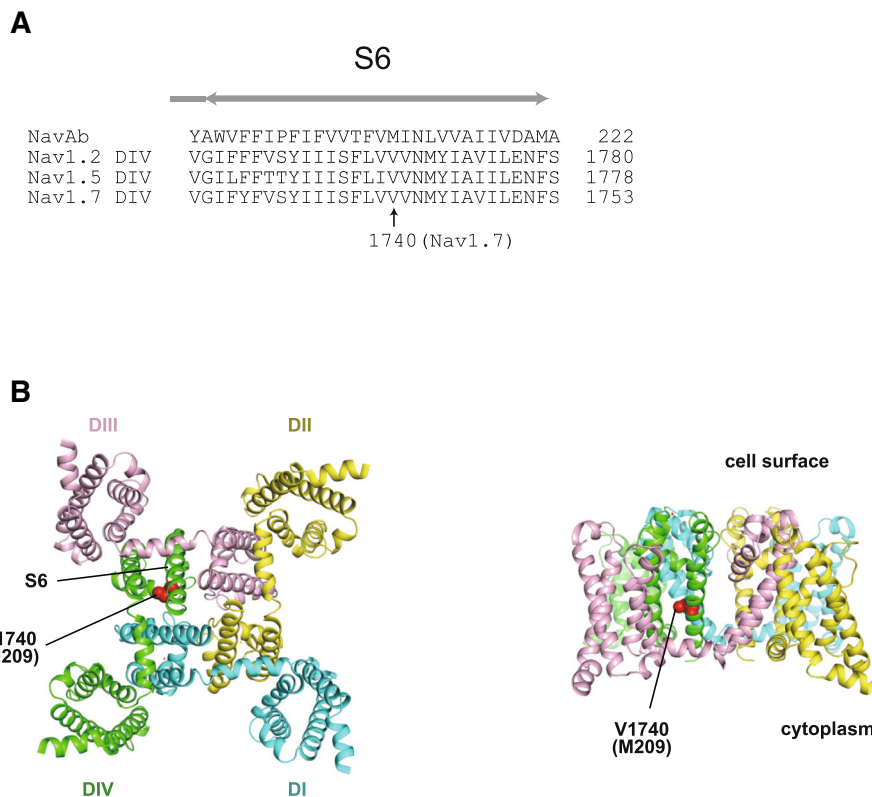 A
S6
NavAb YAWVFFIPFIFVVTFVMINLVVAIIVDAMA 222
Nav1.2 DIV VGIFFFVSYIIISFLVVVNMYIAVILENFS 1780
Nav1.5 DIV VGILFFTTYIIISFLIVVNMYIAIILENFS 1778
Nav1.7 DIV VGIFYFVSYIIISFLVVVNMYIAVILENFS 1753
1740(Nav1.7)
B
DIII
DII
cell surface
S6
1740
209)
V1740
(M209)
cytoplasm
DIV
DI